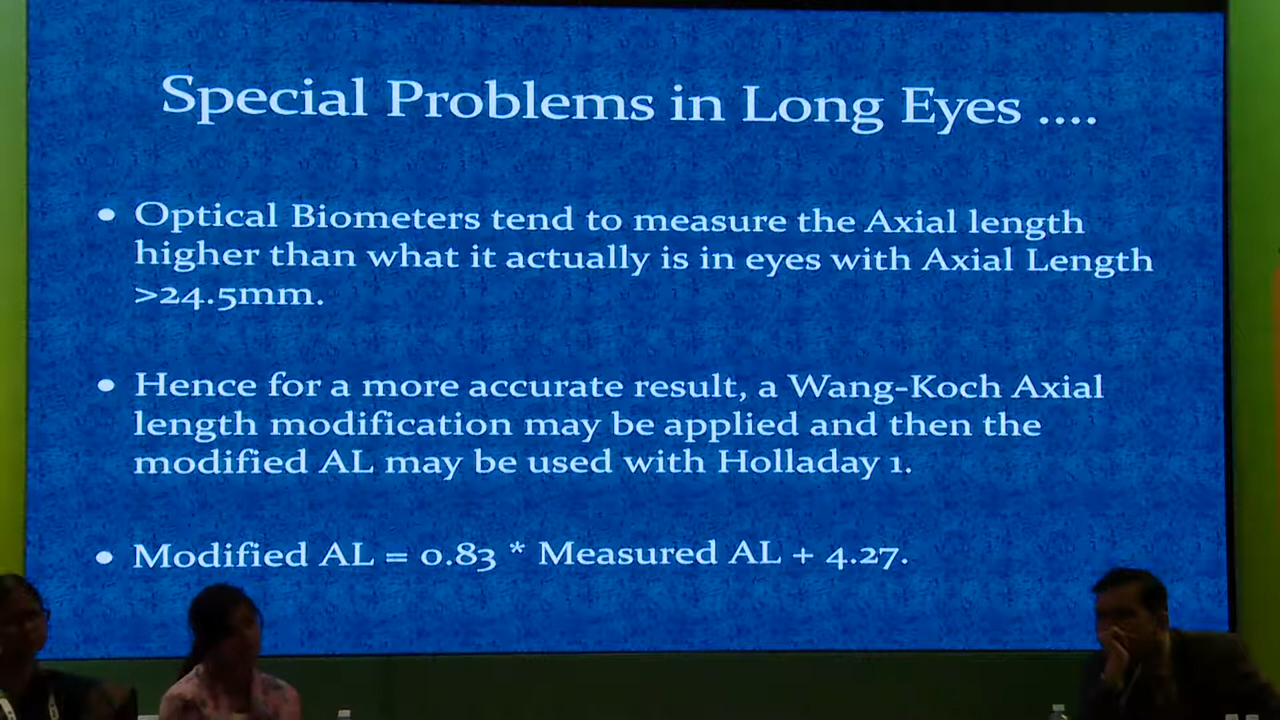 Special Problems in Long Eyes ....
• Optical Biometers tend to measure the Axial length
higher than what it actually is in eyes with Axial Length
>24.5mm.
• Hence for a more accurate result, a Wang-Koch Axial
length modification may be applied and then the
modified AL may be used with Holladay 1.
• Modified AL = 0.83 * Measured AL + 4.27.